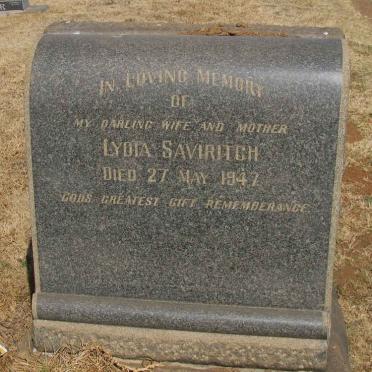 In Loving Memory
of
my darling wife and mother
Lydia Saviritch
Died 27 May 1947
Gods greatest gift rememberance